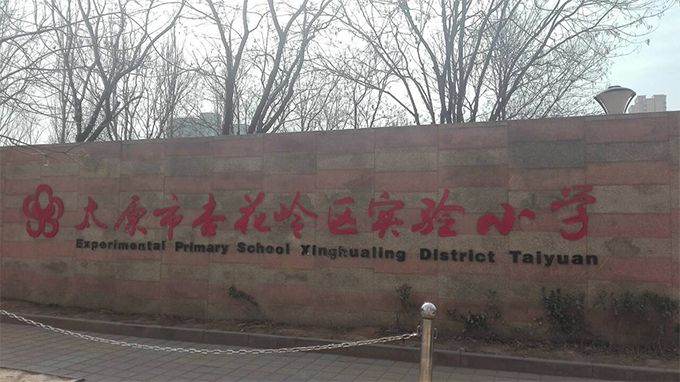 太原市杏花岭区实验小学
Experimental Primary School Xinghualing District Taiyuan